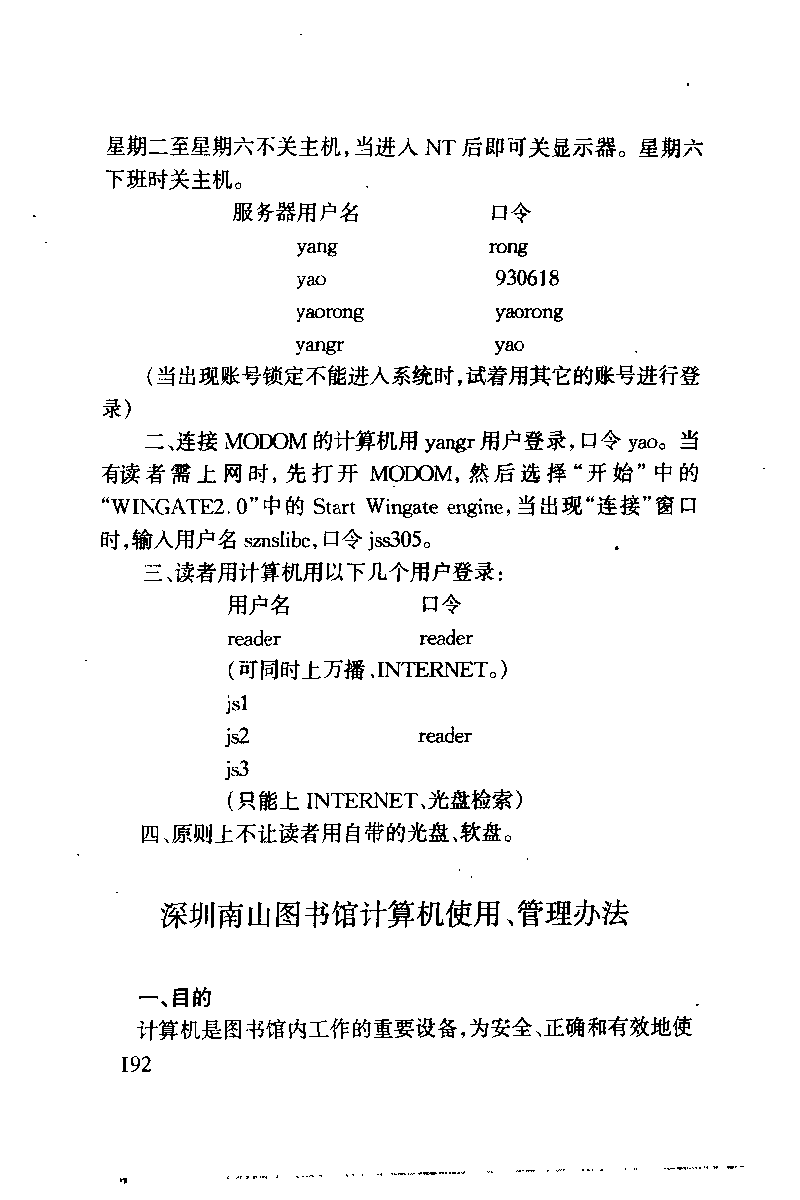 星期二至星期六不关主机,当进入 NT 后即可关显示器。星期六
下班时关主机。
服务器用户名 口令
yang rong
yao 930618
yaorong yaorong
yangr yao
(当出现账号锁定不能进入系统时,试着用其它的账号进行登
录)
二、连接 MODOM 的计算机用 yangr 用户登录,口令 yao。当
有读者需上网时,先打开 MODOM,然后选择“开始”中的
“WINGATE2.0”中的 Start Wingate engine,当出现“连接”窗口
时,输入用户名 sznslibc,口令 jss305。
三、读者用计算机用以下几个用户登录:
用户名 口令
reader reader
(可同时上万播、INTERNET。)
js1
js2 reader
js3
(只能上 INTERNET、光盘检索)
四、原则上不让读者用自带的光盘、软盘。
深圳南山图书馆计算机使用、管理办法
一、目的
计算机是图书馆内工作的重要设备,为安全、正确和有效地使
192